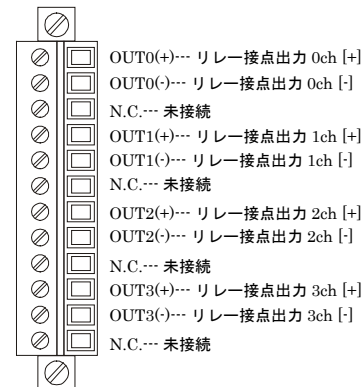 OUT0(+)--- リレー接点出力 0ch [+]
OUT0(-)--- リレー接点出力 0ch [-]
N.C.--- 未接続
OUT1(+)--- リレー接点出力 1ch [+]
OUT1(-)--- リレー接点出力 1ch [-]
N.C.--- 未接続
OUT2(+)--- リレー接点出力 2ch [+]
OUT2(-)--- リレー接点出力 2ch [-]
N.C.--- 未接続
OUT3(+)--- リレー接点出力 3ch [+]
OUT3(-)--- リレー接点出力 3ch [-]
N.C.--- 未接続